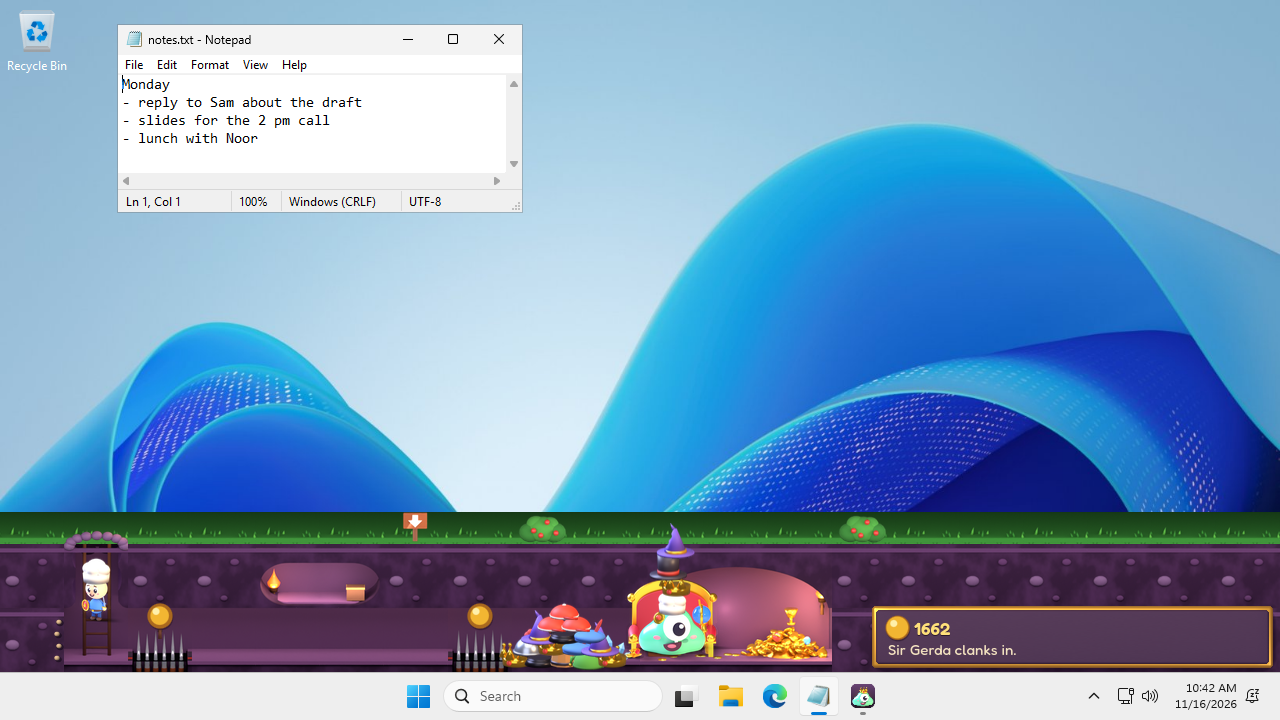 Recycle Bin
notes.txt - Notepad
File Edit Format View Help
Monday
- reply to Sam about the draft
- slides for the 2 pm call
- lunch with Noor
Ln 1, Col 1 100% Windows (CRLF) UTF-8
1662
Sir Gerda clanks in.
Search
10:42 AM
11/16/2026